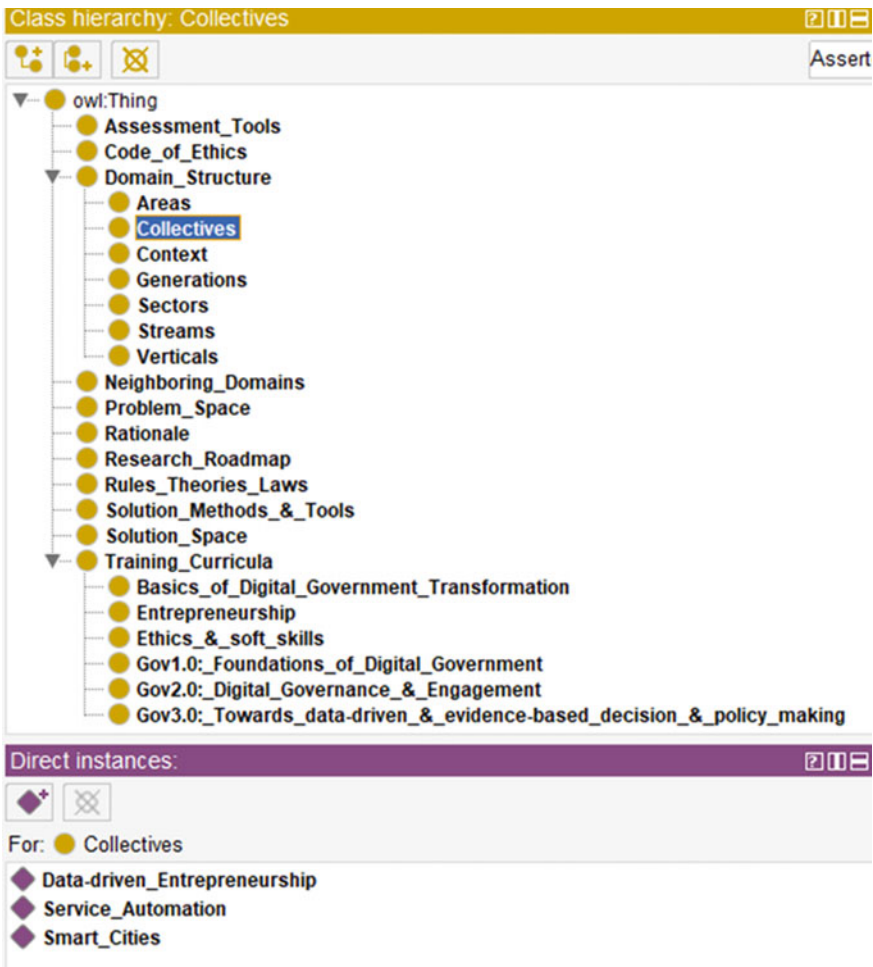 Class hierarchy: Collectives
Assert
owl:Thing
Assessment_Tools
Code_of_Ethics
Domain_Structure
Areas
Collectives
Context
Generations
Sectors
Streams
Verticals
Neighboring_Domains
Problem_Space
Rationale
Research_Roadmap
Rules_Theories_Laws
Solution_Methods_&_Tools
Solution_Space
Training_Curricula
Basics_of_Digital_Government_Transformation
Entrepreneurship
Ethics_&_soft_skills
Gov1.0:_Foundations_of_Digital_Government
Gov2.0:_Digital_Governance_&_Engagement
Gov3.0:_Towards_data-driven_&_evidence-based_decision_&_policy_making
Direct instances:
For: Collectives
Data-driven_Entrepreneurship
Service_Automation
Smart_Cities